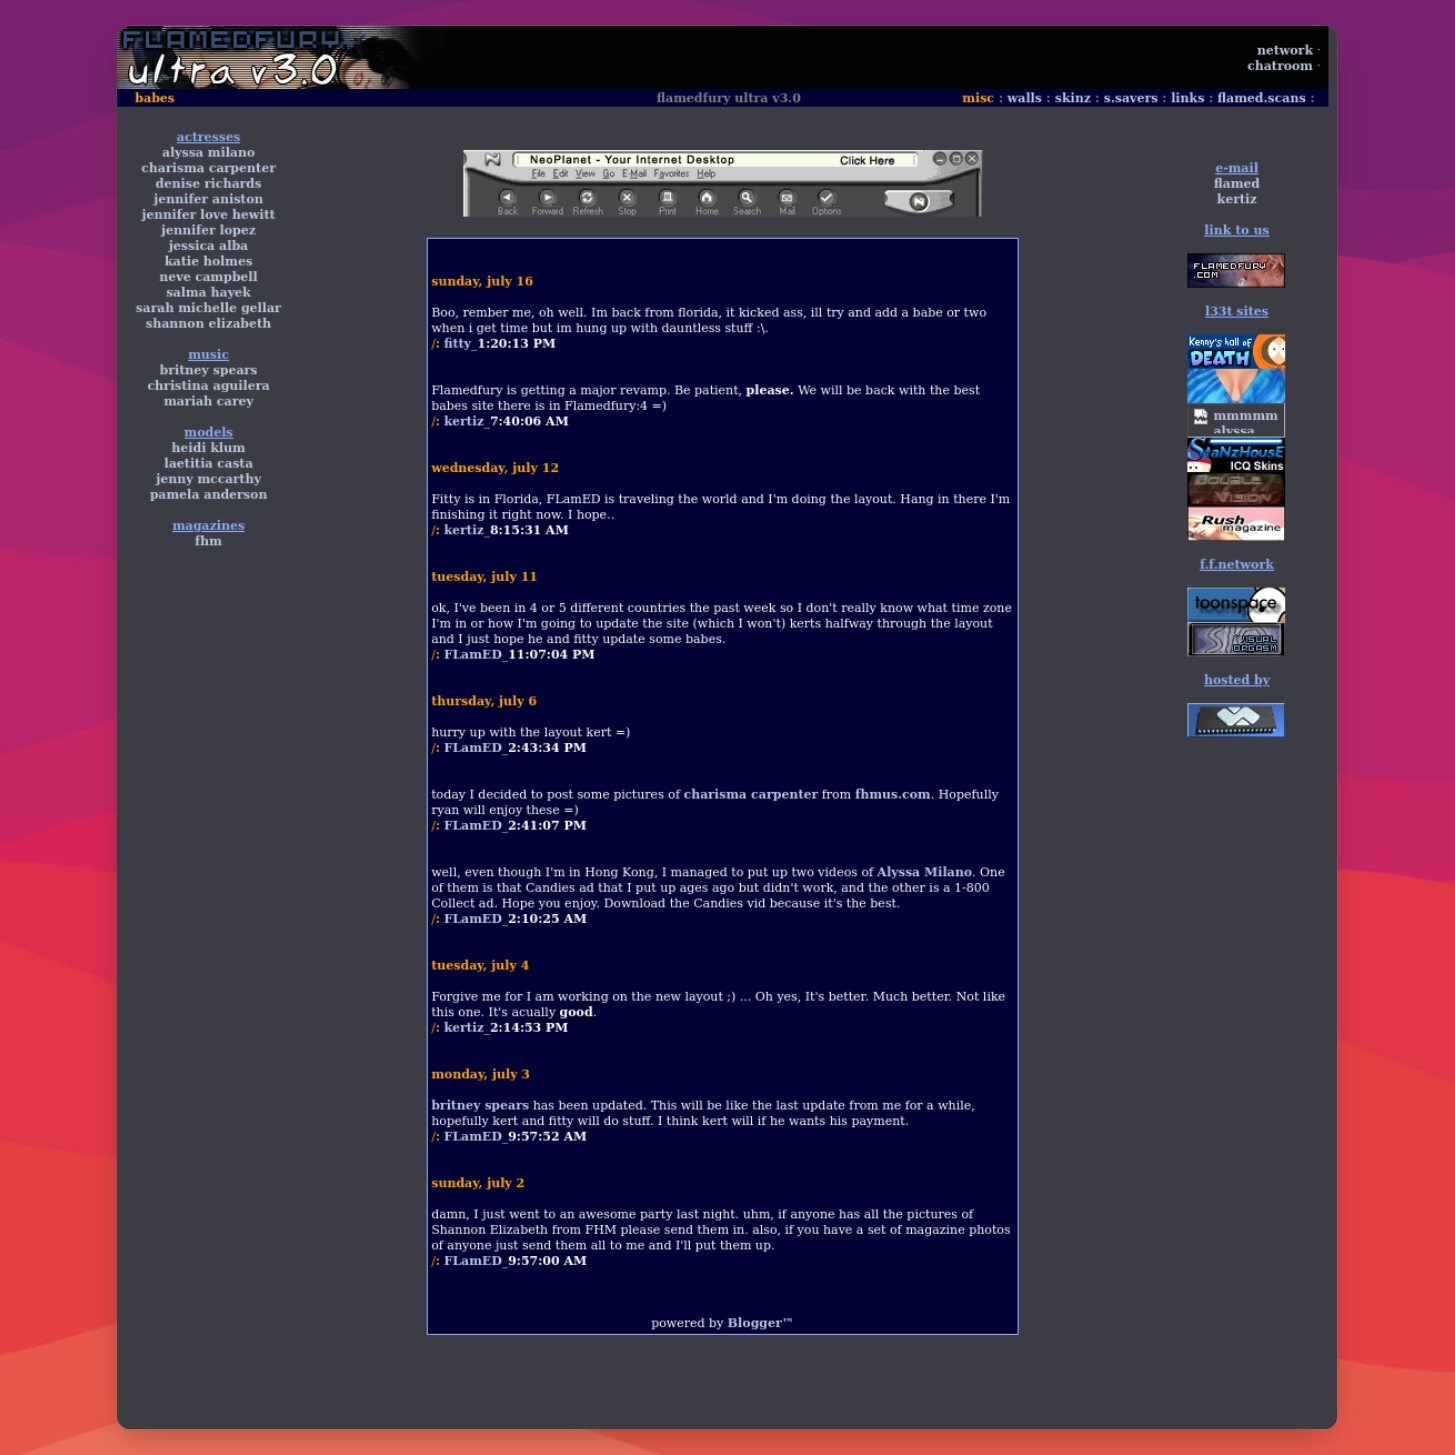 FLAMEDFURY
ultra v3.0
network ·
chatroom ·
babes
flamedfury ultra v3.0
misc : walls : skinz : s.savers : links : flamed.scans :
actresses
alyssa milano
charisma carpenter
denise richards
jennifer aniston
jennifer love hewitt
jennifer lopez
jessica alba
katie holmes
neve campbell
salma hayek
sarah michelle gellar
shannon elizabeth
music
britney spears
christina aguilera
mariah carey
models
heidi klum
laetitia casta
jenny mccarthy
pamela anderson
magazines
fhm
NeoPlanet - Your Internet Desktop
Click Here
File Edit View Go E-Mail Favorites Help
Back Forward Refresh Stop Print Home Search Mail Options
sunday, july 16
Boo, rember me, oh well. Im back from florida, it kicked ass, ill try and add a babe or two
when i get time but im hung up with dauntless stuff :\.
/: fitty_1:20:13 PM
Flamedfury is getting a major revamp. Be patient, please. We will be back with the best
babes site there is in Flamedfury:4 =)
/: kertiz_7:40:06 AM
wednesday, july 12
Fitty is in Florida, FLamED is traveling the world and I'm doing the layout. Hang in there I'm
finishing it right now. I hope..
/: kertiz_8:15:31 AM
tuesday, july 11
ok, I've been in 4 or 5 different countries the past week so I don't really know what time zone
I'm in or how I'm going to update the site (which I won't) kerts halfway through the layout
and I just hope he and fitty update some babes.
/: FLamED_11:07:04 PM
thursday, july 6
hurry up with the layout kert =)
/: FLamED_2:43:34 PM
today I decided to post some pictures of charisma carpenter from fhmus.com. Hopefully
ryan will enjoy these =)
/: FLamED_2:41:07 PM
well, even though I'm in Hong Kong, I managed to put up two videos of Alyssa Milano. One
of them is that Candies ad that I put up ages ago but didn't work, and the other is a 1-800
Collect ad. Hope you enjoy. Download the Candies vid because it's the best.
/: FLamED_2:10:25 AM
tuesday, july 4
Forgive me for I am working on the new layout ;) ... Oh yes, It's better. Much better. Not like
this one. It's acually good.
/: kertiz_2:14:53 PM
monday, july 3
britney spears has been updated. This will be like the last update from me for a while,
hopefully kert and fitty will do stuff. I think kert will if he wants his payment.
/: FLamED_9:57:52 AM
sunday, july 2
damn, I just went to an awesome party last night. uhm, if anyone has all the pictures of
Shannon Elizabeth from FHM please send them in. also, if you have a set of magazine photos
of anyone just send them all to me and I'll put them up.
/: FLamED_9:57:00 AM
powered by Blogger™
e-mail
flamed
kertiz
link to us
FLAMEDFURY
.COM
l33t sites
Kenny's hall of
DEATH
mmmmm
alyssa
StaNzHousE
ICQ Skins
DOUBLE
VISION
Rush
magazine
f.f.network
toonspace
VISUAL
ORGASM
hosted by